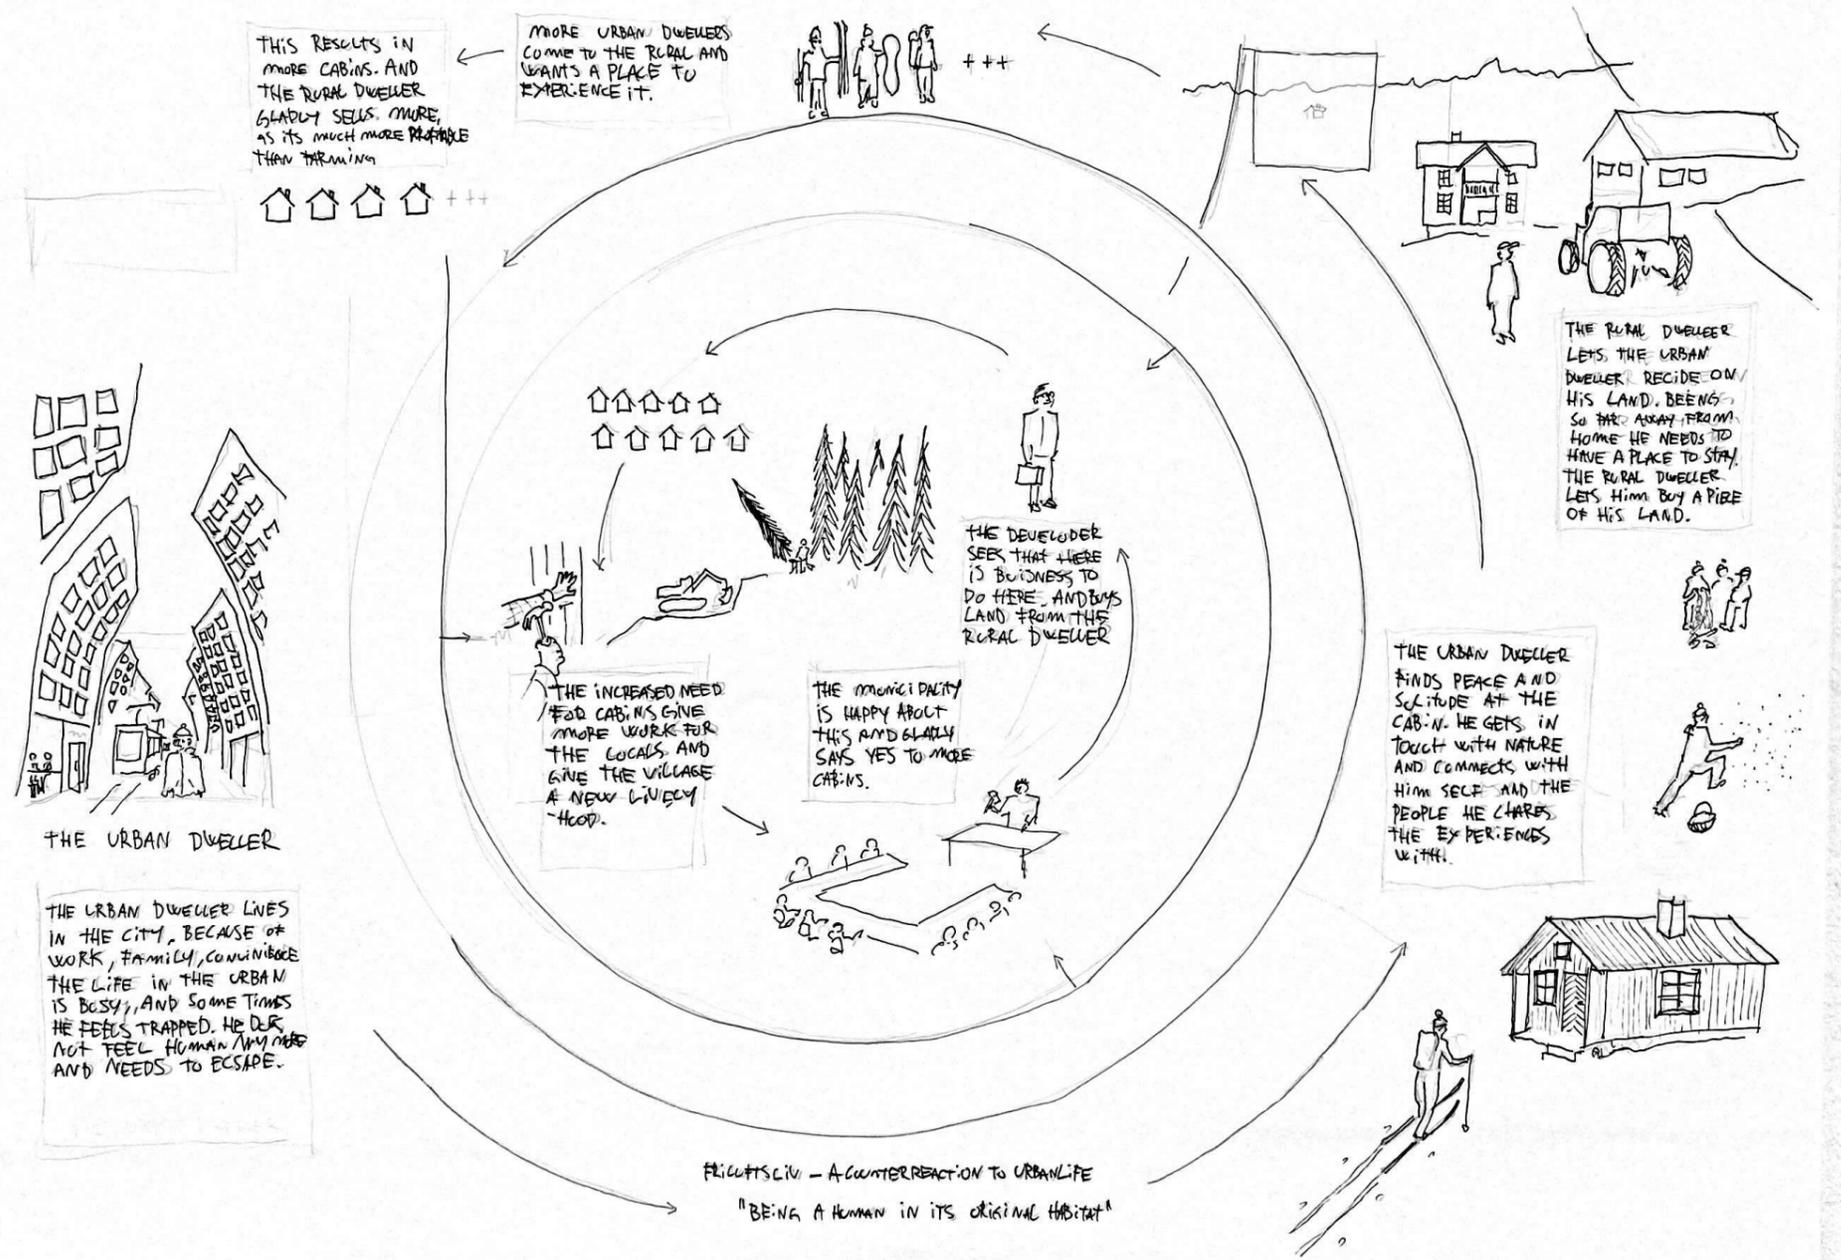 THE URBAN DWELLER
THE URBAN DWELLER LIVES
IN THE CITY, BECAUSE OF
WORK, FAMILY, CONVINIECE
THE LIFE IN THE URBAN
IS BUSY,, AND SOME TIMES
HE FEELS TRAPPED. HE DOES
NOT FEEL HUMAN ANY MORE
AND NEEDS TO ECSAPE.
FRILUFTSLIV – A COUNTERREACTION TO URBANLIFE
"BEING A HUMAN IN ITS ORIGINAL HABITAT"
THE URBAN DWELLER
FINDS PEACE AND
SOLITUDE AT THE
CABIN. HE GETS IN
TOUCH WITH NATURE
AND COMMECTS WITH
HIM SELF AND THE
PEOPLE HE CHARES
THE EXPERIENCES
WITH.
THE RURAL DWELLER
LETS THE URBAN
DWELLER RECIDE ON
HIS LAND. BEENG
SO FAR AWAY FROM
HOME HE NEEDS TO
HAVE A PLACE TO STAY.
THE RURAL DWELLER
LETS HIM BUY A PIECE
OF HIS LAND.
+++
MORE URBAN DWELLERS
COME TO THE RURAL AND
WANTS A PLACE TO
EXPERIENCE IT.
THIS RESULTS IN
MORE CABINS. AND
THE RURAL DWELLER
GLADLY SELLS MORE,
AS ITS MUCH MORE PROFITABLE
THAN FARMING
+++
THE DEVELODER
SEES THAT THERE
IS BUISNESS TO
DO HERE. AND BUYS
LAND FROM THE
RURAL DWELLER
THE INCREASED NEED
FOR CABINS GIVE
MORE WORK FOR
THE LOCALS AND
GIVE THE VILLAGE
A NEW LIVELY
-HOOD.
THE MUNICIPALITY
IS HAPPY ABOUT
THIS AND GLADLY
SAYS YES TO MORE
CABINS.